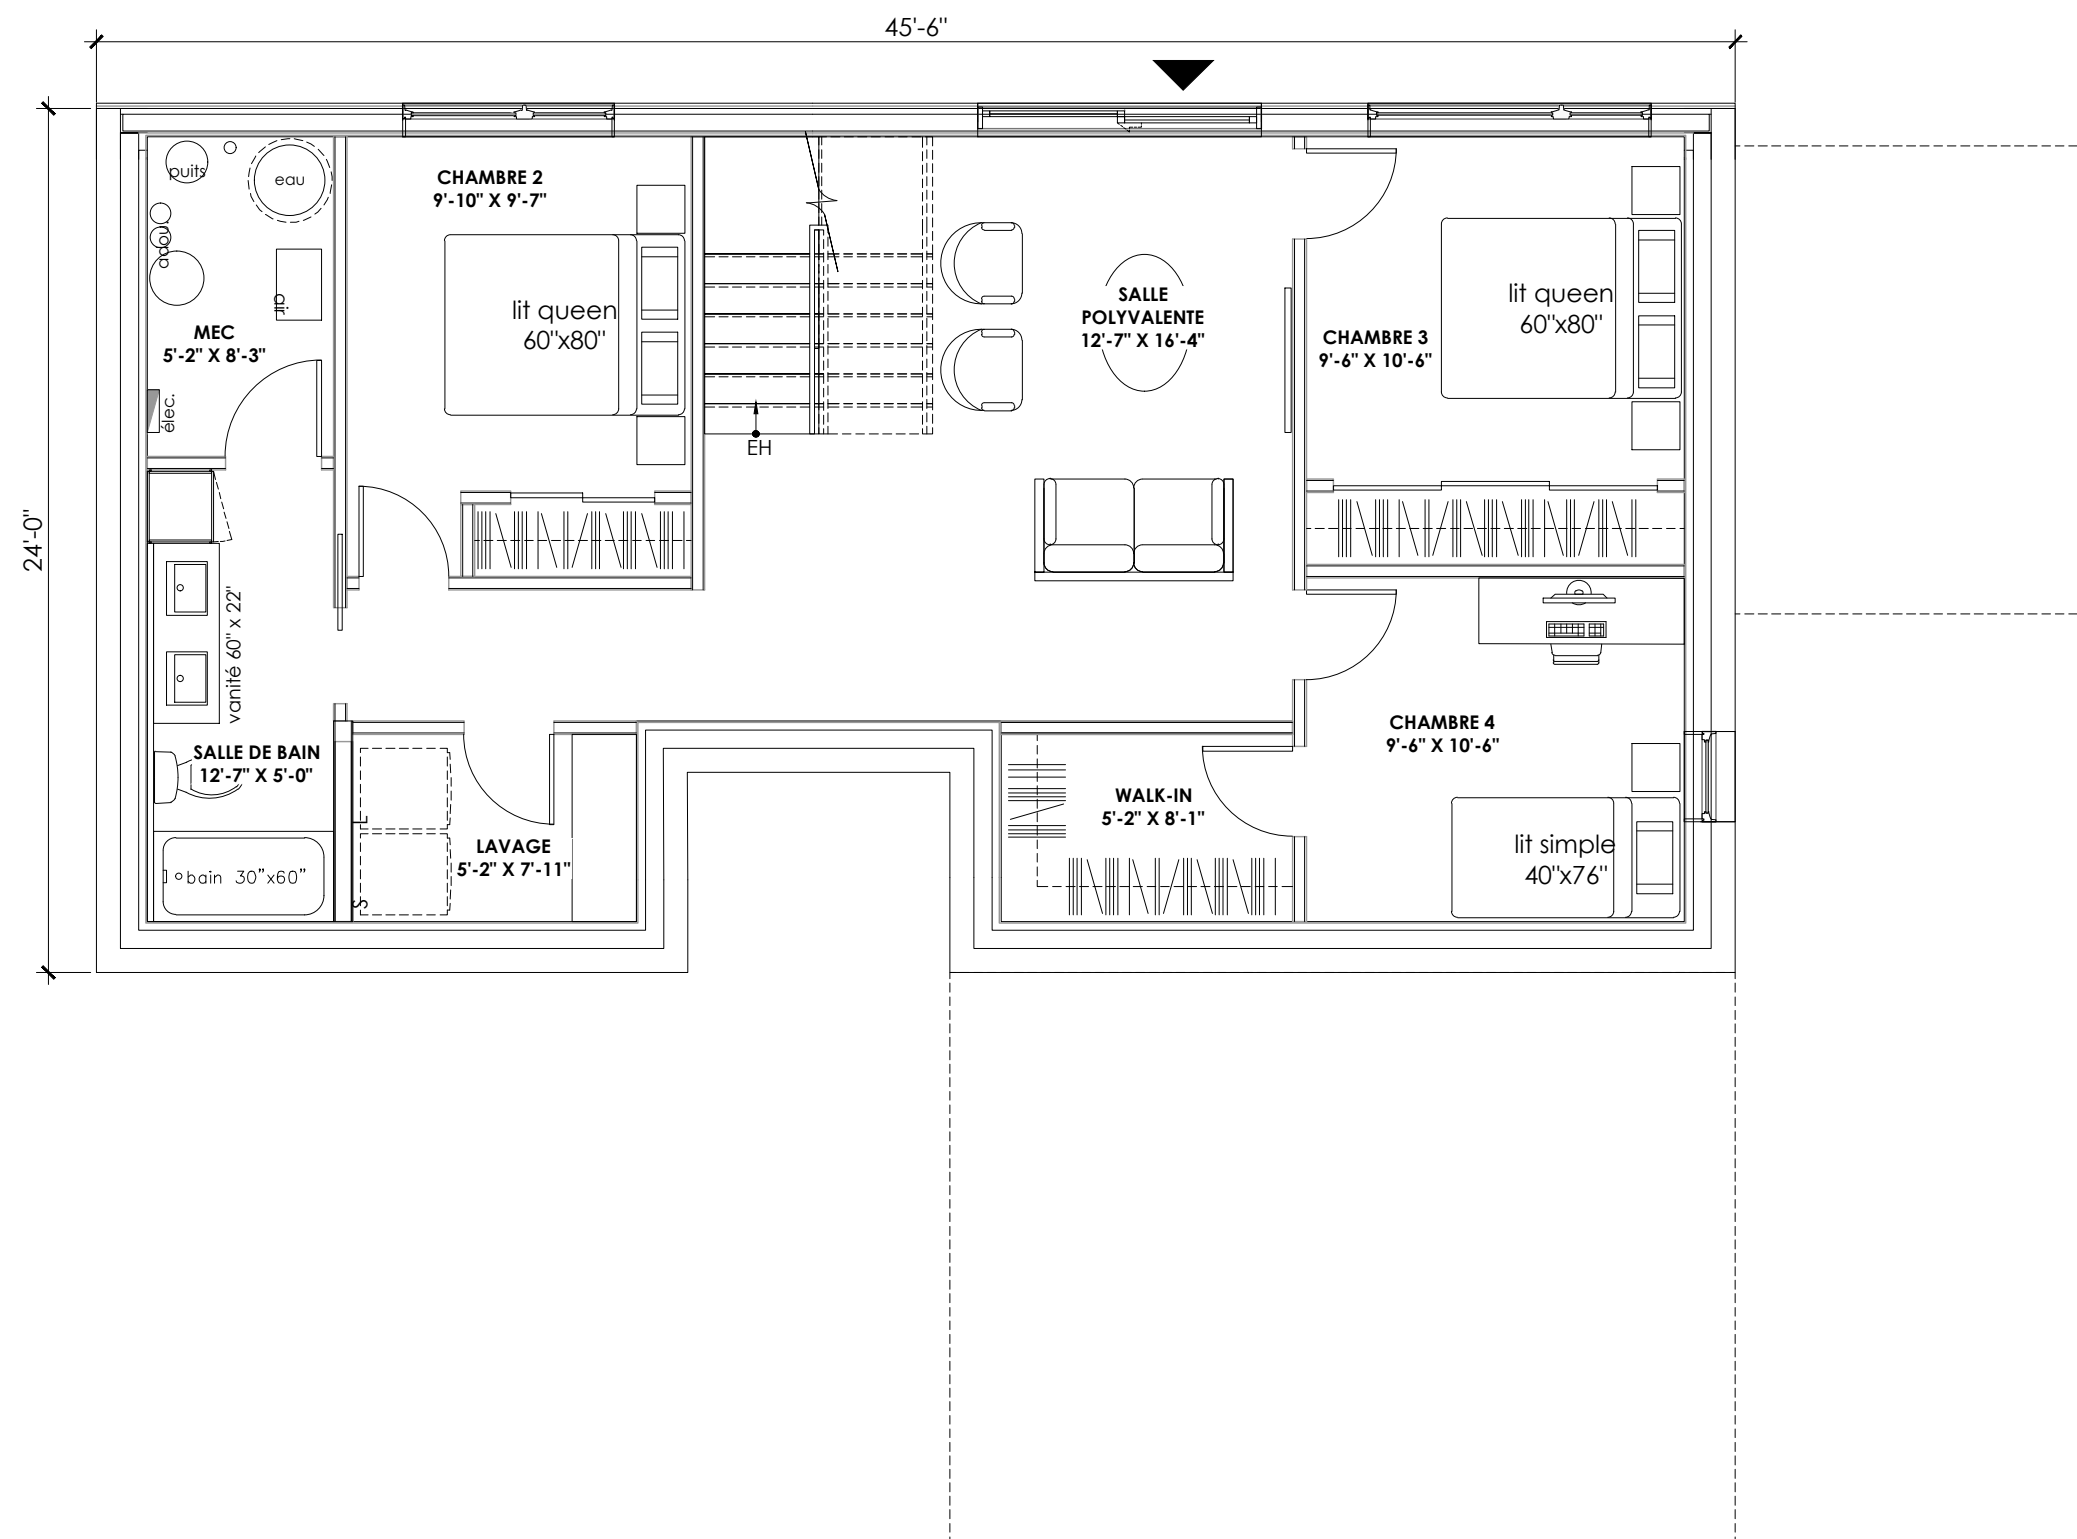 45'-6"
24'-0"
puits
eau
adou.
air
MEC
5'-2" X 8'-3"
élec.
CHAMBRE 2
9'-10" X 9'-7"
lit queen
60"x80"
EH
SALLE
POLYVALENTE
12'-7" X 16'-4"
CHAMBRE 3
9'-6" X 10'-6"
lit queen
60"x80"
vanité 60" x 22"
SALLE DE BAIN
12'-7" X 5'-0"
bain 30"x60"
L
S
LAVAGE
5'-2" X 7'-11"
WALK-IN
5'-2" X 8'-1"
CHAMBRE 4
9'-6" X 10'-6"
lit simple
40"x76"